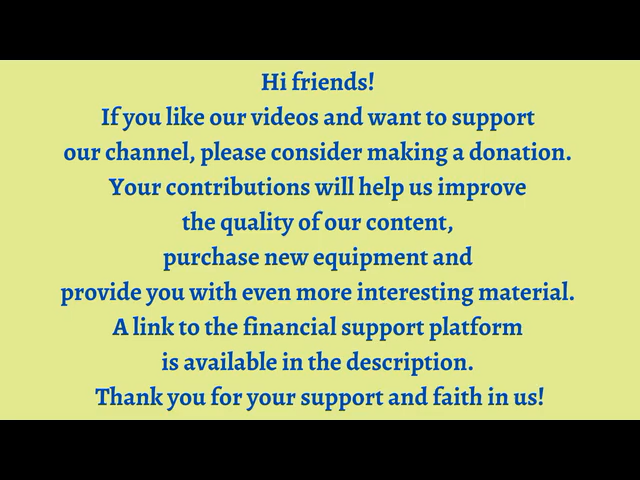 Hi friends!
If you like our videos and want to support
our channel, please consider making a donation.
Your contributions will help us improve
the quality of our content,
purchase new equipment and
provide you with even more interesting material.
A link to the financial support platform
is available in the description.
Thank you for your support and faith in us!